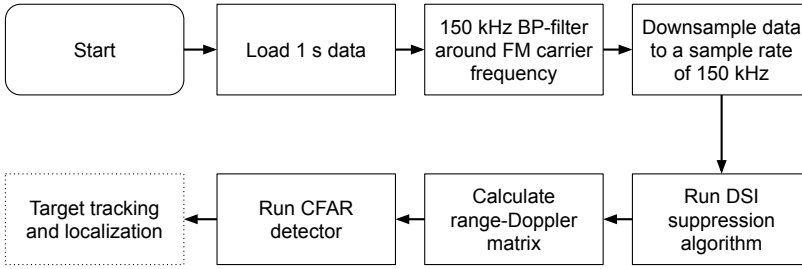 Start
Load 1 s data
150 kHz BP-filter
around FM carrier
frequency
Downsample data
to a sample rate
of 150 kHz
Run DSI
suppression
algorithm
Calculate
range-Doppler
matrix
Run CFAR
detector
Target tracking
and localization